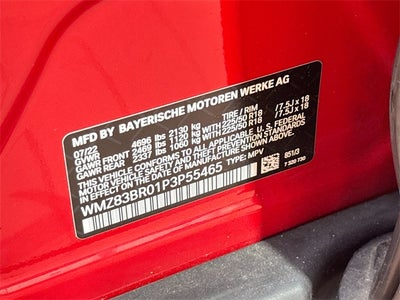 MFD BY BAYERISCHE MOTOREN WERKE AG
07/22 TIRE / RIM
GVWR 4696 lbs 2130 kg
GAWR FRONT 2469 lbs 1120 kg WITH 225/50 R18 / 7.5J x 18
GAWR REAR 2337 lbs 1060 kg WITH 225/50 R18 / 7.5J x 18
THIS VEHICLE CONFORMS TO ALL APPLICABLE U.S. FEDERAL
SAFETY, BUMPER, AND THEFT PREVENTION STANDARDS
IN EFFECT ON THE DATE OF MANUFACTURE SHOWN ABOVE.
WMZ83BR01P3P55465 TYPE: MPV 851/3